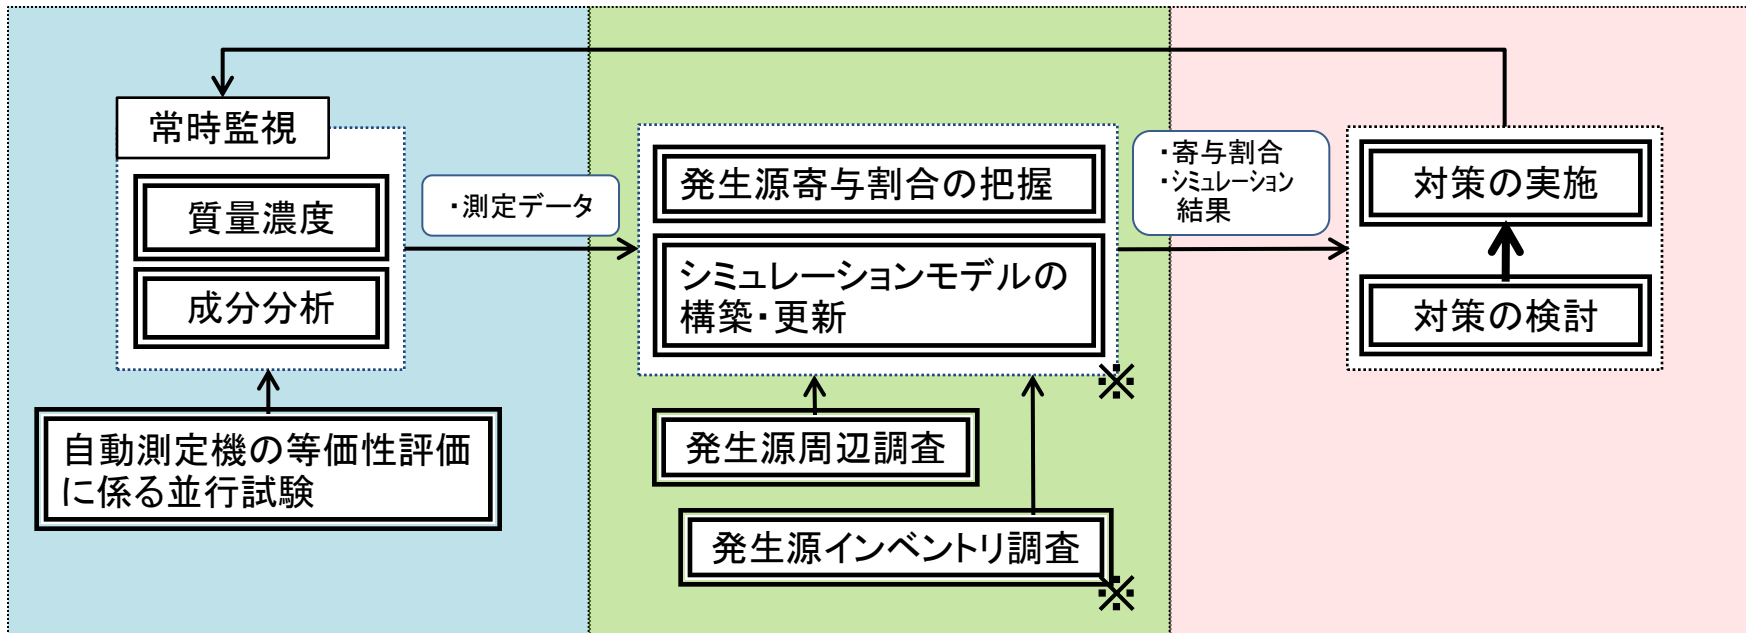 常時監視
質量濃度
成分分析
自動測定機の等価性評価
に係る並行試験
・測定データ
発生源寄与割合の把握
シミュレーションモデルの
構築・更新
※
発生源周辺調査
発生源インベントリ調査
※
・寄与割合
・シミュレーション
結果
対策の実施
対策の検討